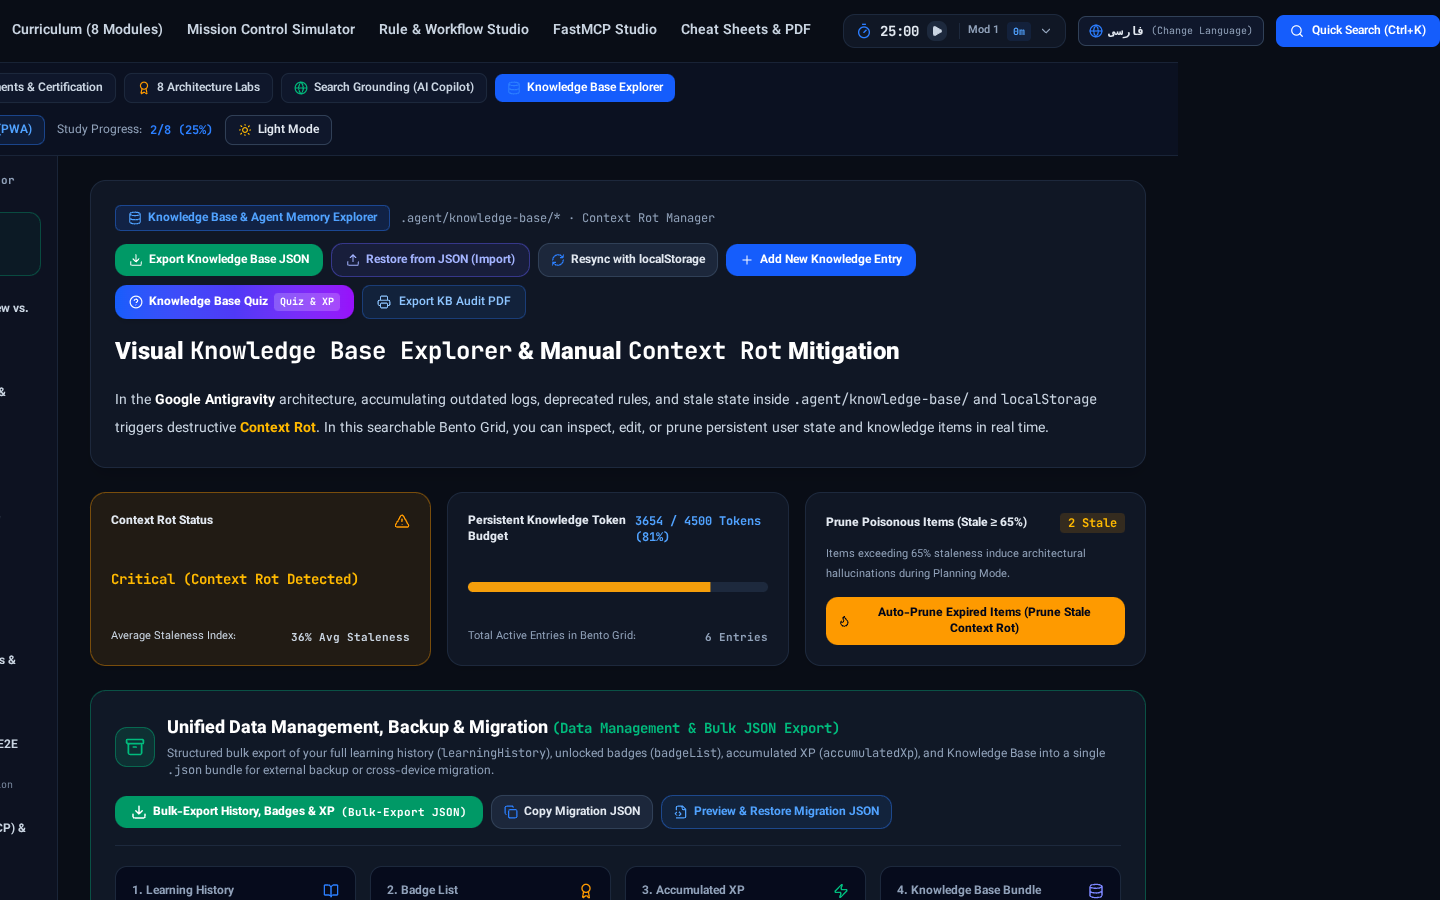 Curriculum (8 Modules) Mission Control Simulator Rule & Workflow Studio FastMCP Studio Cheat Sheets & PDF 25:00 Mod 1 0m فارسی (Change Language) Quick Search (Ctrl+K)
ents & Certification 8 Architecture Labs Search Grounding (AI Copilot) Knowledge Base Explorer
(PWA) Study Progress: 2/8 (25%) Light Mode
or
ew vs.
&
s &
E2E
on
CP) &
Knowledge Base & Agent Memory Explorer .agent/knowledge-base/* · Context Rot Manager
Export Knowledge Base JSON Restore from JSON (Import) Resync with localStorage Add New Knowledge Entry
Knowledge Base Quiz Quiz & XP Export KB Audit PDF
Visual Knowledge Base Explorer & Manual Context Rot Mitigation
In the Google Antigravity architecture, accumulating outdated logs, deprecated rules, and stale state inside .agent/knowledge-base/ and localStorage
triggers destructive Context Rot. In this searchable Bento Grid, you can inspect, edit, or prune persistent user state and knowledge items in real time.
Context Rot Status
Critical (Context Rot Detected)
Average Staleness Index: 36% Avg Staleness
Persistent Knowledge Token Budget 3654 / 4500 Tokens (81%)
Total Active Entries in Bento Grid: 6 Entries
Prune Poisonous Items (Stale ≥ 65%) 2 Stale
Items exceeding 65% staleness induce architectural
hallucinations during Planning Mode.
Auto-Prune Expired Items (Prune Stale
Context Rot)
Unified Data Management, Backup & Migration (Data Management & Bulk JSON Export)
Structured bulk export of your full learning history (learningHistory), unlocked badges (badgeList), accumulated XP (accumulatedXp), and Knowledge Base into a single
.json bundle for external backup or cross-device migration.
Bulk-Export History, Badges & XP (Bulk-Export JSON) Copy Migration JSON Preview & Restore Migration JSON
1. Learning History 2. Badge List 3. Accumulated XP 4. Knowledge Base Bundle